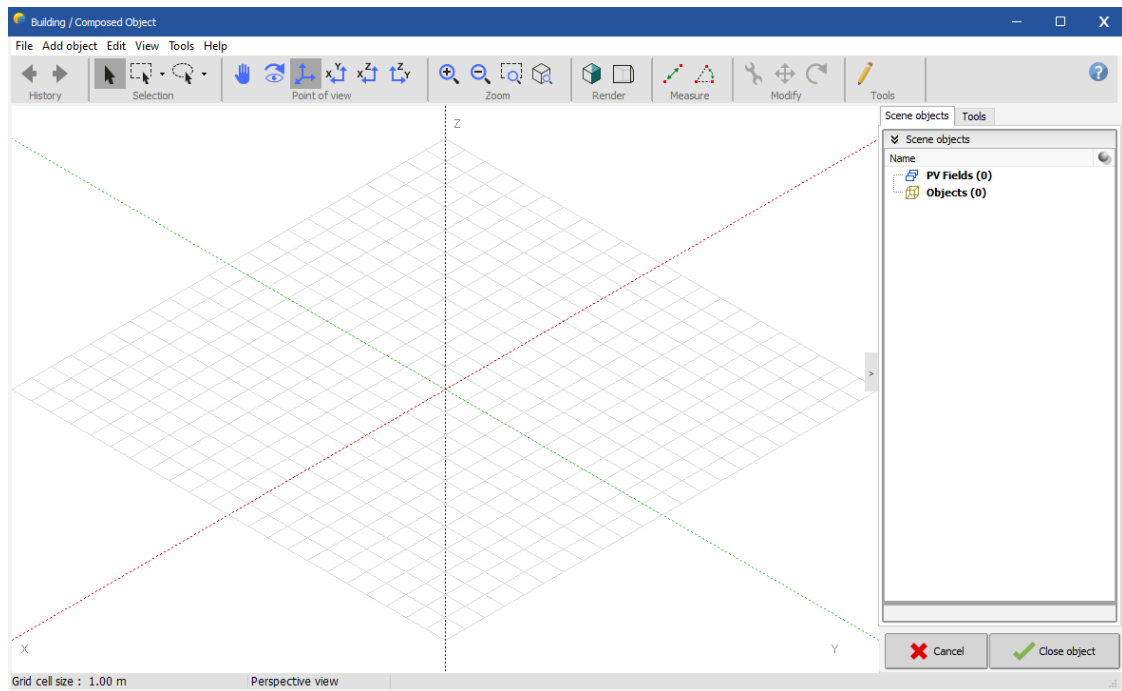 Building / Composed Object
File Add object Edit View Tools Help
X Y X Z Z Y
History Selection Point of view Zoom Render Measure Modify Tools
Scene objects Tools
Scene objects
Name
PV Fields (0)
Objects (0)
Z
>
X
Y
Cancel Close object
Grid cell size : 1.00 m Perspective view